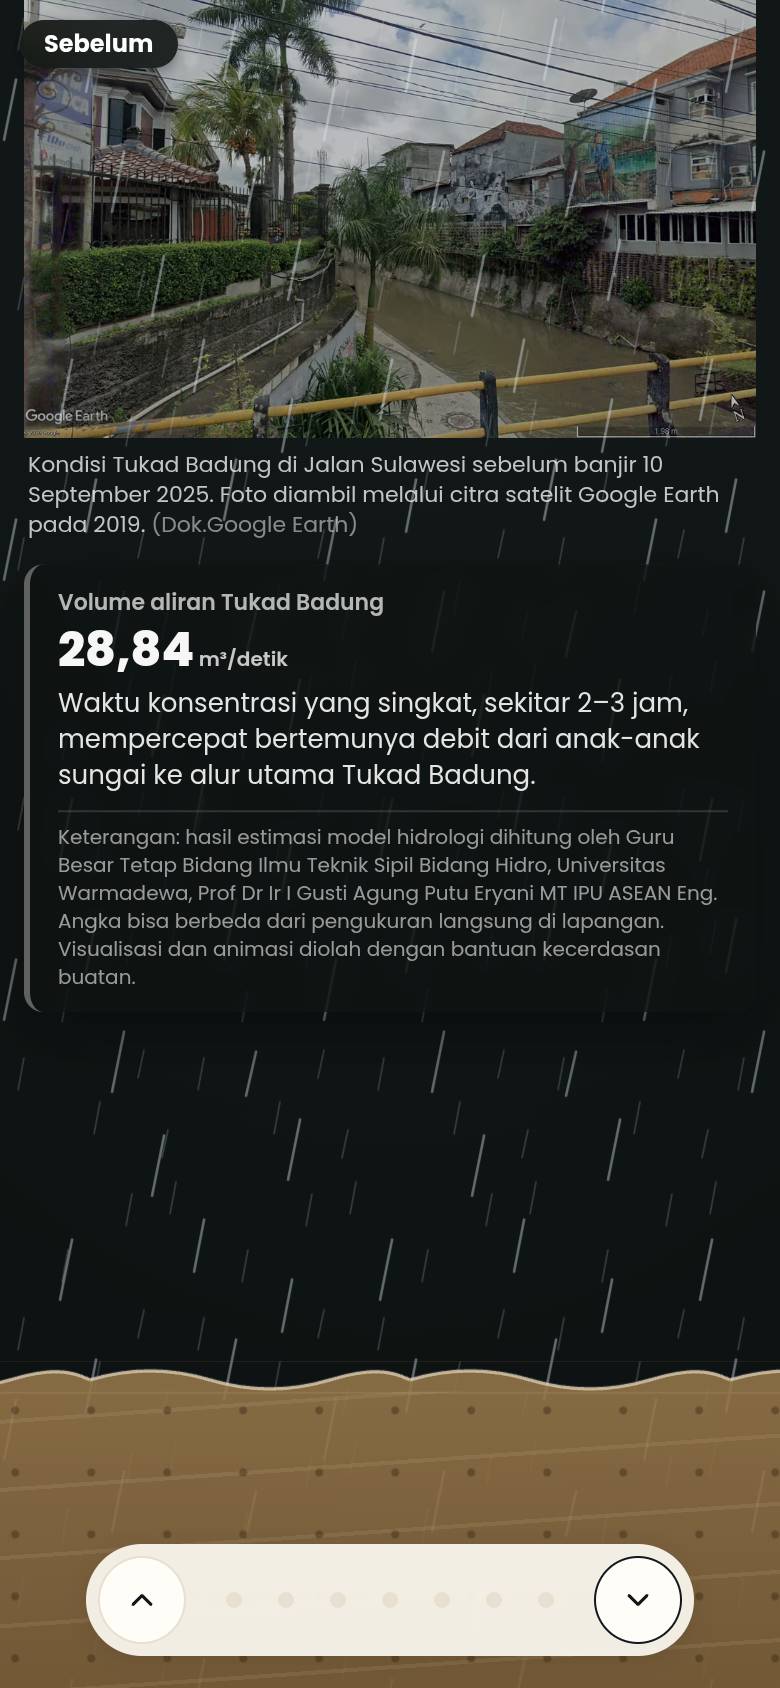 Sebelum
Google Earth
1.98 m
Kondisi Tukad Badung di Jalan Sulawesi sebelum banjir 10
September 2025. Foto diambil melalui citra satelit Google Earth
pada 2019. (Dok.Google Earth)
Volume aliran Tukad Badung
28,84 m³/detik
Waktu konsentrasi yang singkat, sekitar 2–3 jam,
mempercepat bertemunya debit dari anak-anak
sungai ke alur utama Tukad Badung.
Keterangan: hasil estimasi model hidrologi dihitung oleh Guru
Besar Tetap Bidang Ilmu Teknik Sipil Bidang Hidro, Universitas
Warmadewa, Prof Dr Ir I Gusti Agung Putu Eryani MT IPU ASEAN Eng.
Angka bisa berbeda dari pengukuran langsung di lapangan.
Visualisasi dan animasi diolah dengan bantuan kecerdasan
buatan.